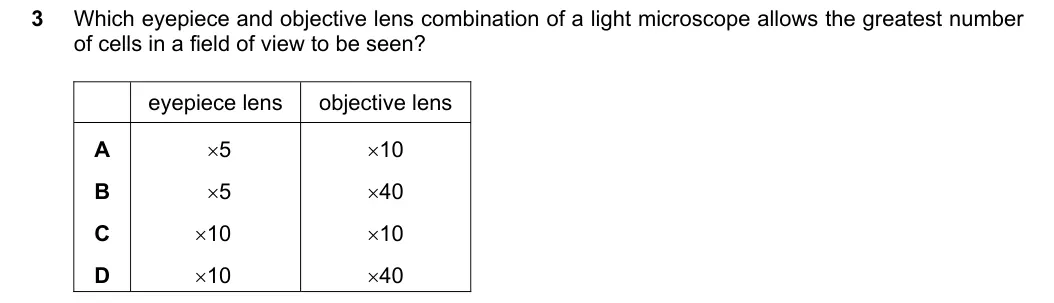 3 Which eyepiece and objective lens combination of a light microscope allows the greatest number
of cells in a field of view to be seen?
eyepiece lens objective lens
A ×5 ×10
B ×5 ×40
C ×10 ×10
D ×10 ×40